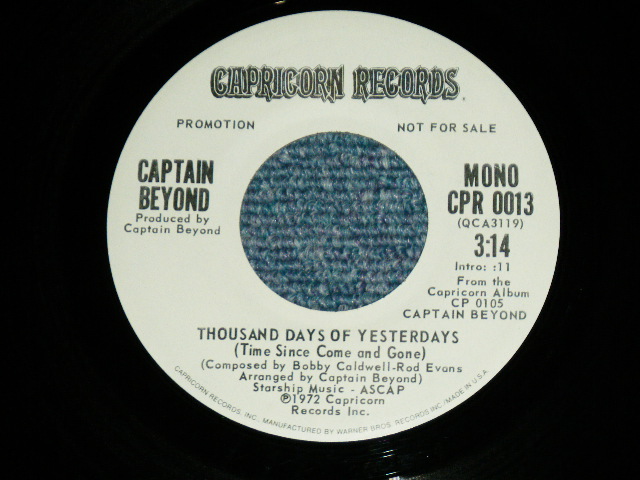 CAPRICORN RECORDS
PROMOTION
NOT FOR SALE
CAPTAIN
BEYOND
Produced by
Captain Beyond
MONO
CPR 0013
(QCA3119)
3:14
Intro: :11
From the
Capricorn Album
CP 0105
CAPTAIN BEYOND
THOUSAND DAYS OF YESTERDAYS
(Time Since Come and Gone)
(Composed by Bobby Caldwell-Rod Evans
Arranged by Captain Beyond)
Starship Music - ASCAP
℗1972 Capricorn
Records Inc.
CAPRICORN RECORDS, INC., MANUFACTURED BY WARNER BROS. RECORDS INC./MADE IN U.S.A.